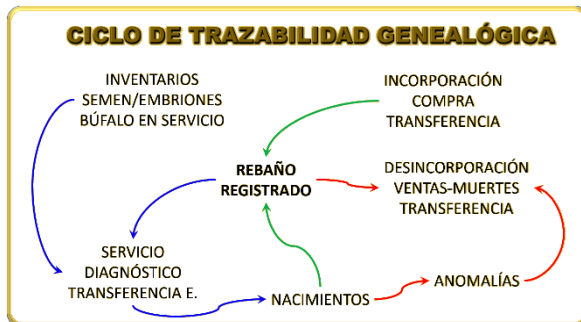 CICLO DE TRAZABILIDAD GENEALÓGICA
INVENTARIOS
SEMEN/EMBRIONES
BÚFALO EN SERVICIO
INCORPORACIÓN
COMPRA
TRANSFERENCIA
REBAÑO
REGISTRADO
DESINCORPORACIÓN
VENTAS-MUERTES
TRANSFERENCIA
SERVICIO
DIAGNÓSTICO
TRANSFERENCIA E.
NACIMIENTOS
ANOMALÍAS